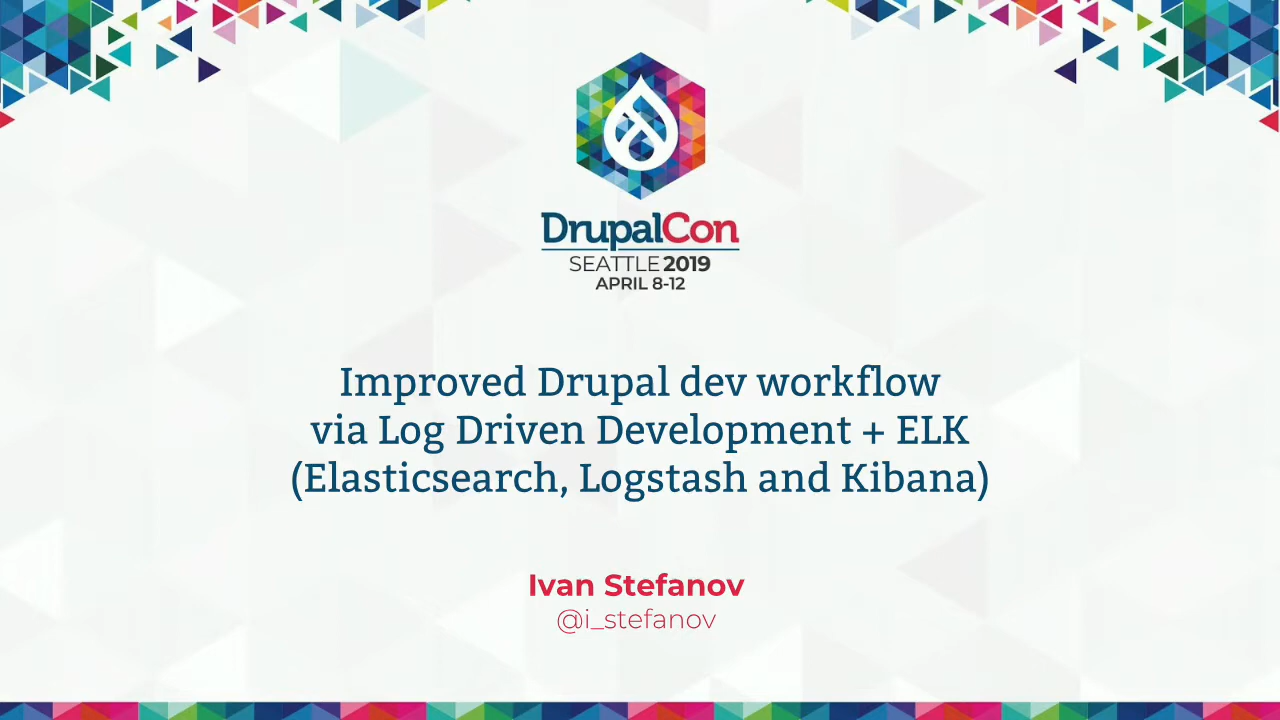 DrupalCon
SEATTLE 2019
APRIL 8-12
Improved Drupal dev workflow
via Log Driven Development + ELK
(Elasticsearch, Logstash and Kibana)
Ivan Stefanov
@i_stefanov